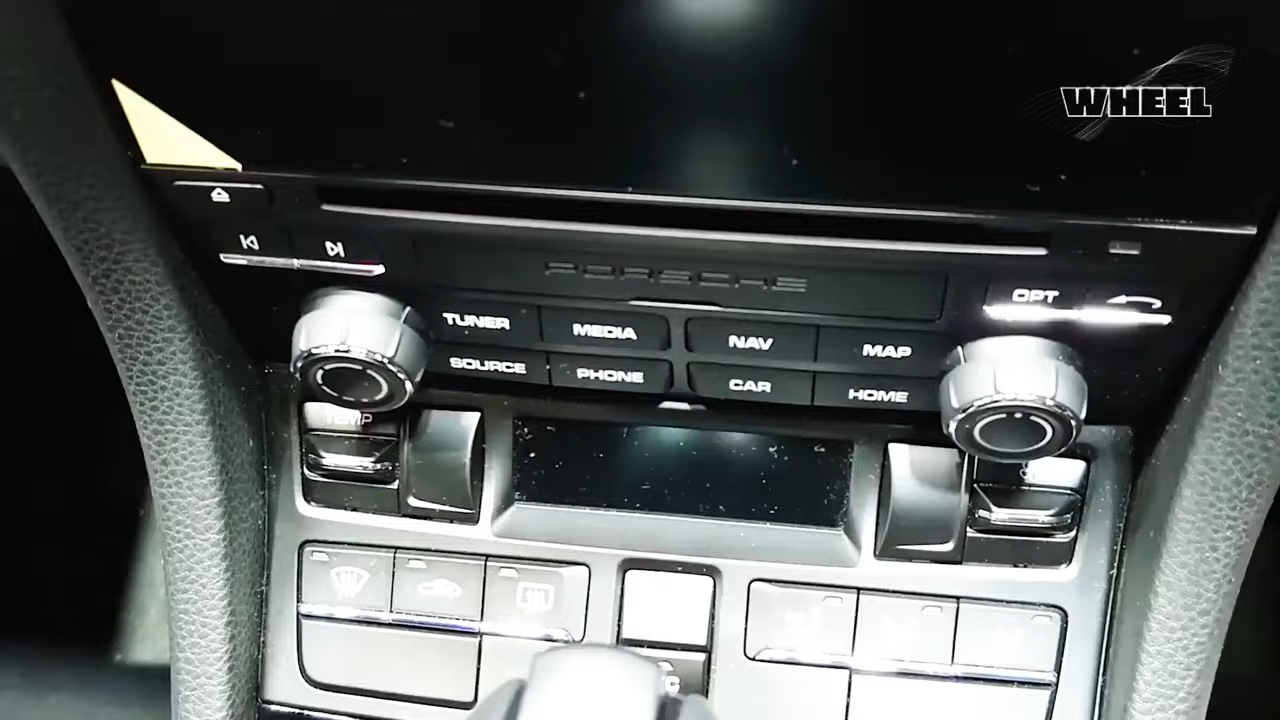 WHEEL
PORSCHE
OPT
TUNER
MEDIA
NAV
MAP
SOURCE
PHONE
CAR
HOME
TEMP